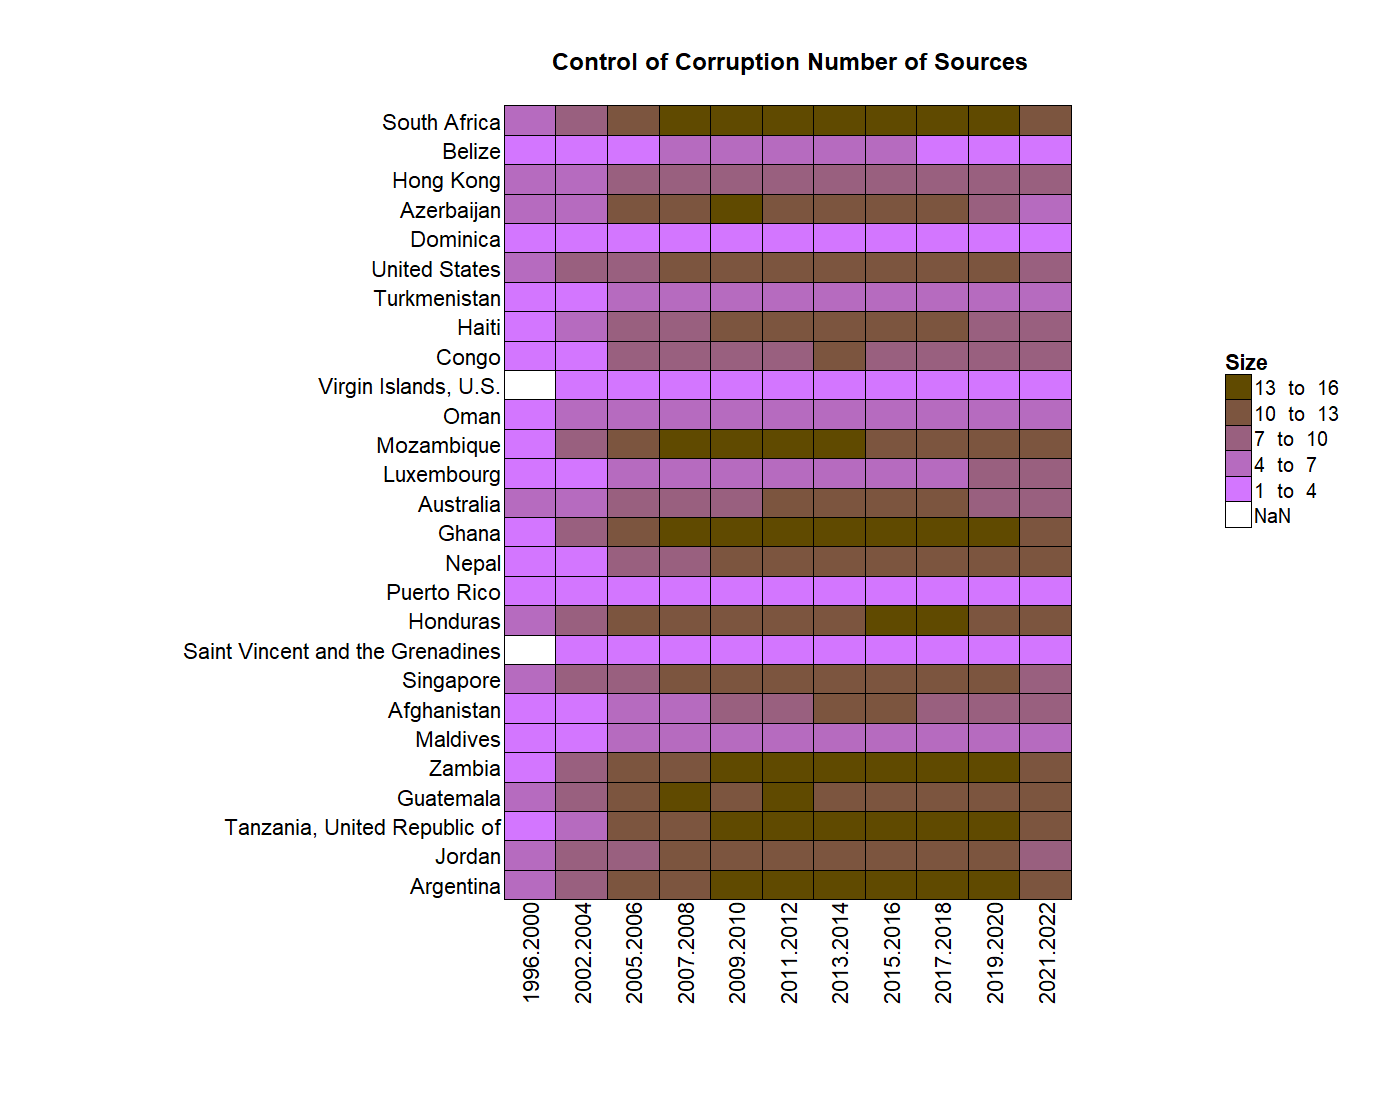 Control of Corruption Number of Sources
South Africa
Belize
Hong Kong
Azerbaijan
Dominica
United States
Turkmenistan
Haiti
Congo
Virgin Islands, U.S.
Oman
Mozambique
Luxembourg
Australia
Ghana
Nepal
Puerto Rico
Honduras
Saint Vincent and the Grenadines
Singapore
Afghanistan
Maldives
Zambia
Guatemala
Tanzania, United Republic of
Jordan
Argentina
1996.2000
2002.2004
2005.2006
2007.2008
2009.2010
2011.2012
2013.2014
2015.2016
2017.2018
2019.2020
2021.2022
Size
13 to 16
10 to 13
7 to 10
4 to 7
1 to 4
NaN